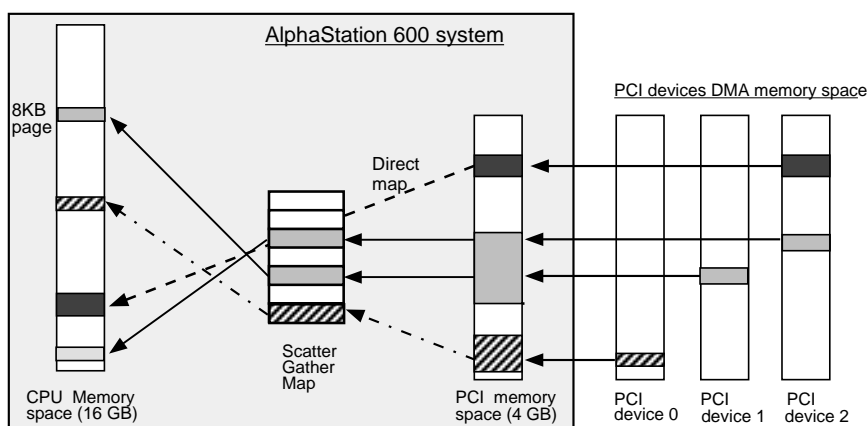 AlphaStation 600 system
PCI devices DMA memory space
8KB
page
Direct
map
Scatter
Gather
Map
CPU Memory
space (16 GB)
PCI memory
space (4 GB)
PCI
device 0
PCI
device 1
PCI
device 2